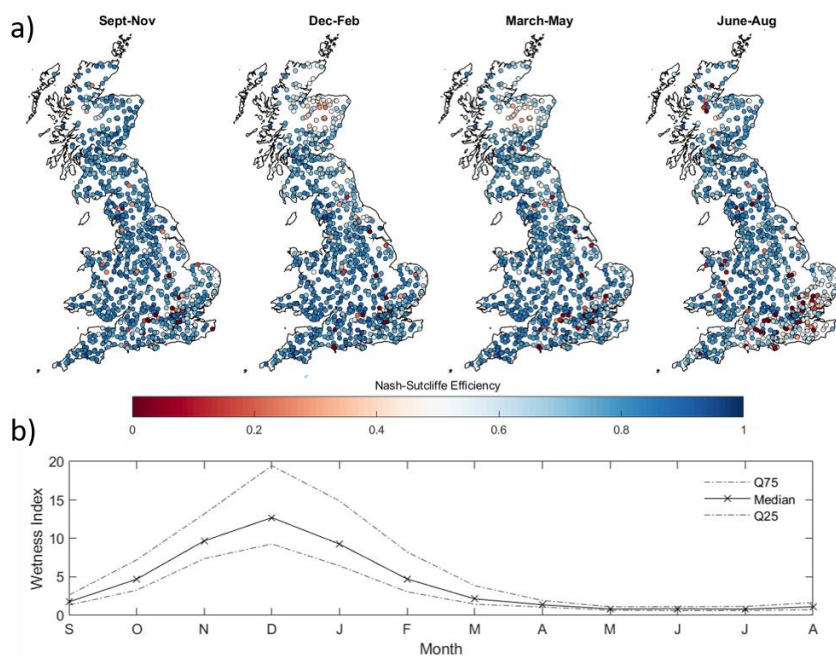 a)
Sept-Nov Dec-Feb March-May June-Aug
Nash-Sutcliffe Efficiency
0 0.2 0.4 0.6 0.8 1
b)
20
15
10
5
0
Wetness Index
Q75
Median
Q25
S O N D J F M A M J J A
Month